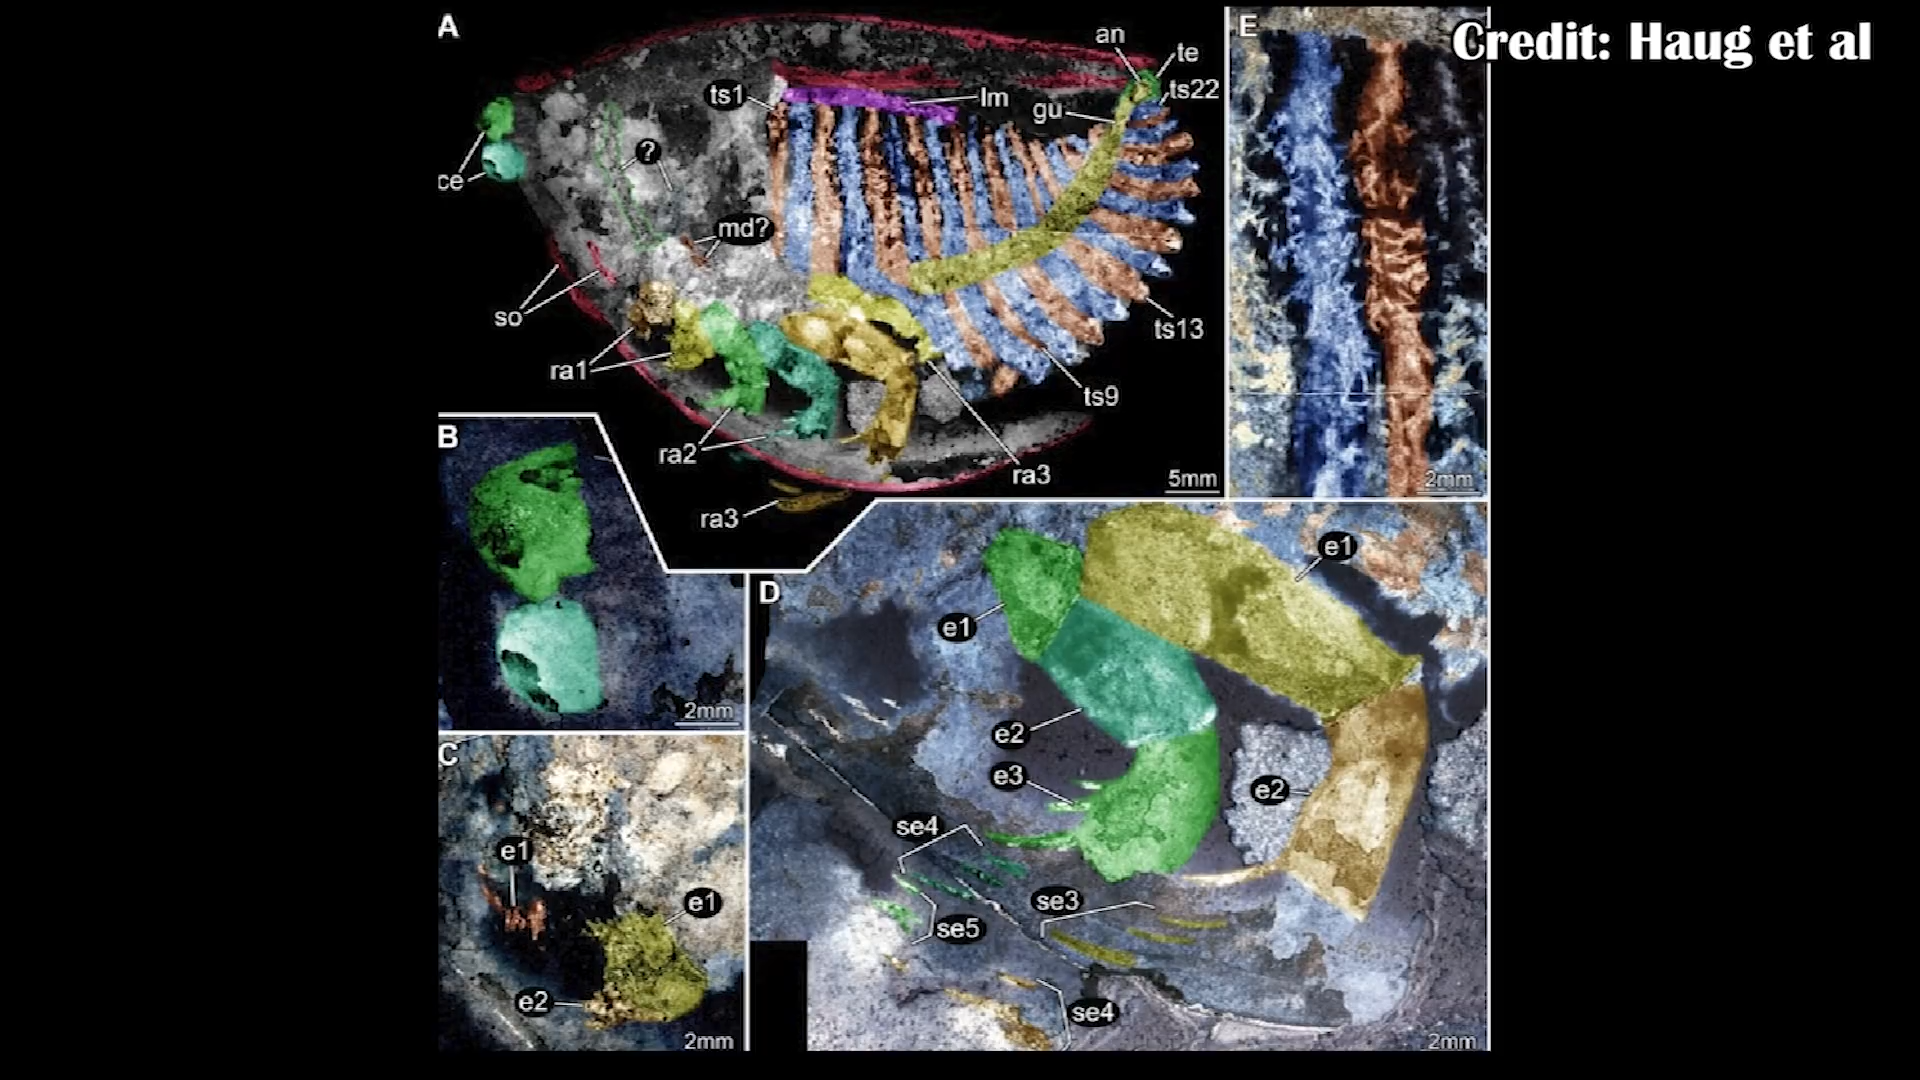 Credit: Haug et al
A
an
te
ts1
lm
gu
ts22
?
ce
md?
so
ts13
ra1
ts9
ra2
ra3
5mm
ra3
E
2mm
B
2mm
C
e1
e1
e2
2mm
D
e1
e1
e2
e3
e2
se4
se3
se5
se4
2mm